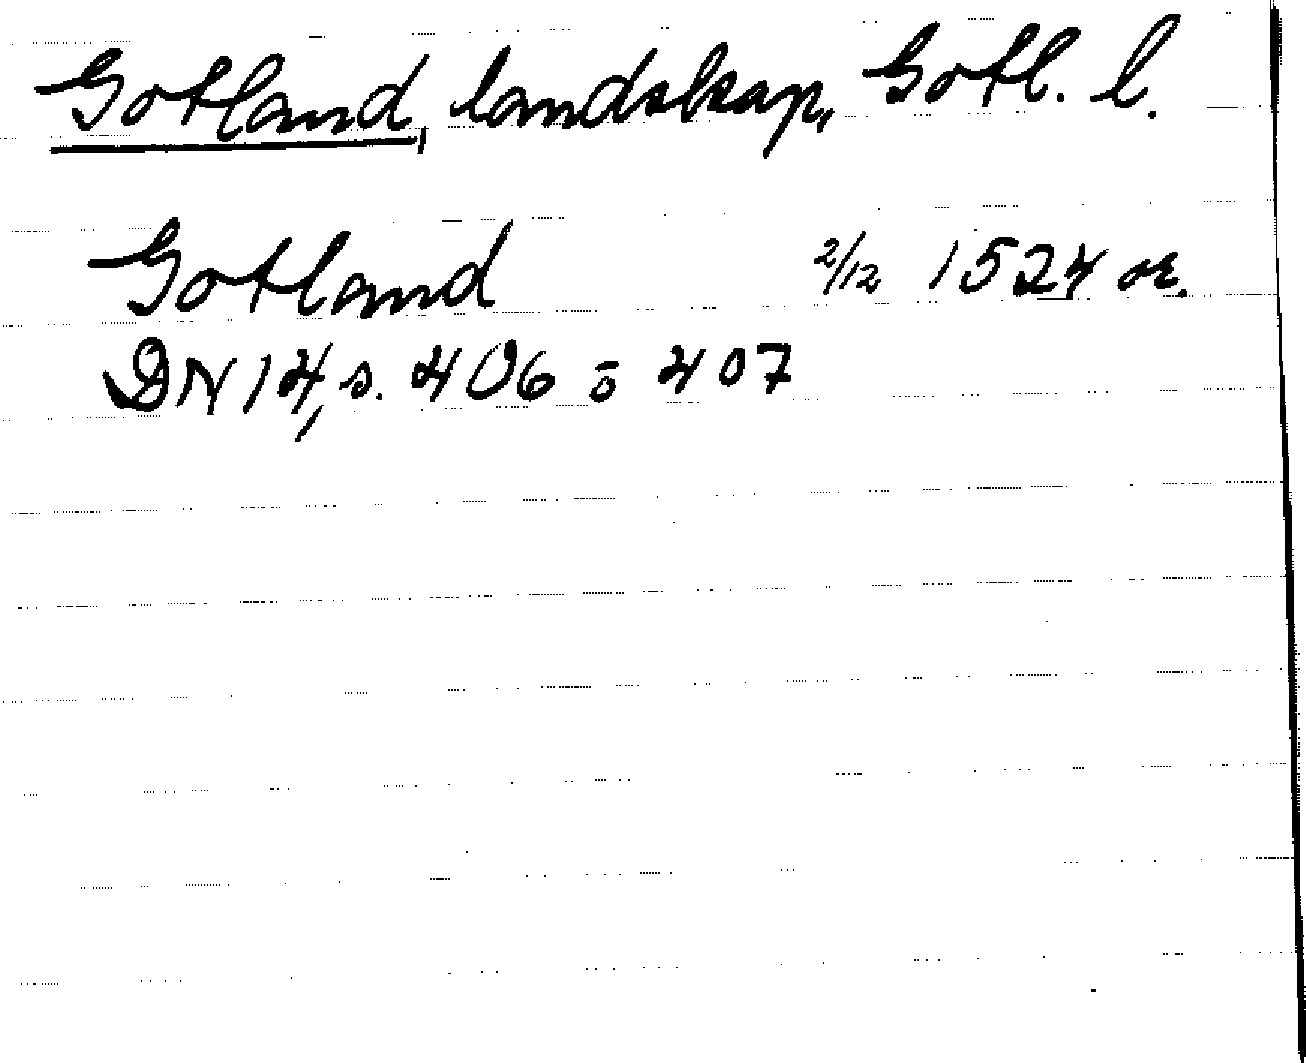 Gotland, landskap, Gotl. l.
Gotland 2/12 1524 or.
DN 14, s. 406 o 407